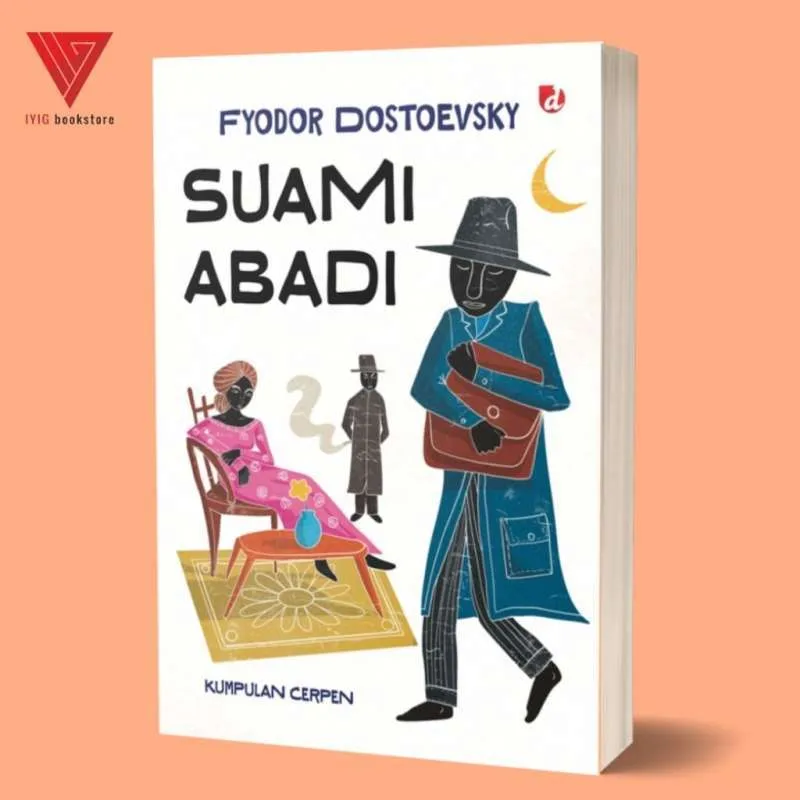 IYIG bookstore
FYODOR DOSTOEVSKY
d
SUAMI
ABADI
KUMPULAN CERPEN